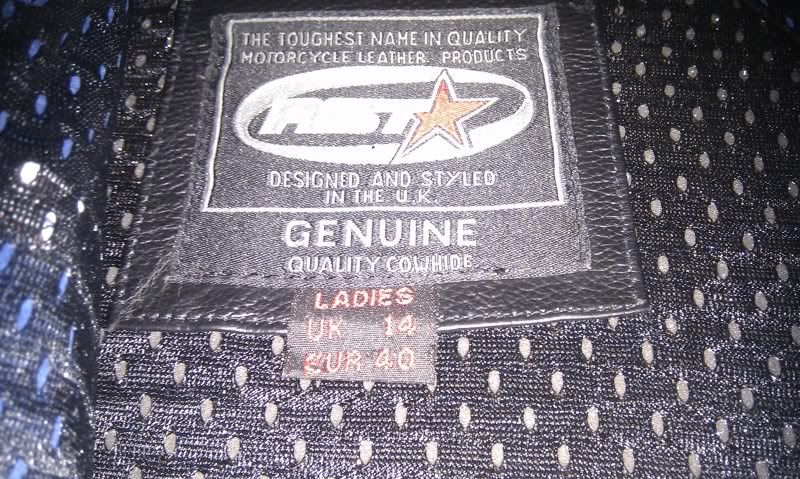 THE TOUGHEST NAME IN QUALITY
MOTORCYCLE LEATHER PRODUCTS
RST
DESIGNED AND STYLED
IN THE U.K.
GENUINE
QUALITY COWHIDE
LADIES
UK 14
EUR 40